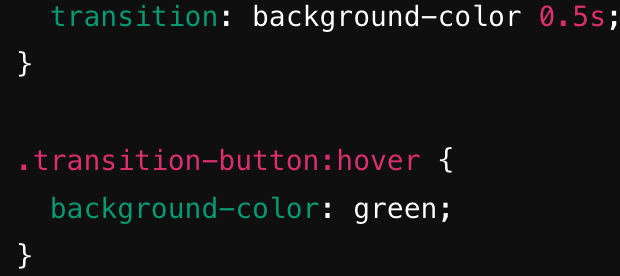 transition: background-color 0.5s;
}
.transition-button:hover {
background-color: green;
}